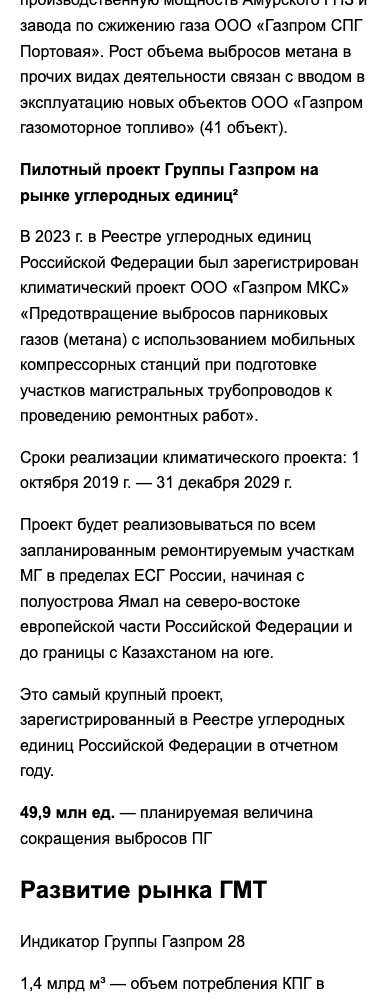 производственную мощность Амурского ГПЗ и
завода по сжижению газа ООО «Газпром СПГ
Портовая». Рост объема выбросов метана в
прочих видах деятельности связан с вводом в
эксплуатацию новых объектов ООО «Газпром
газомоторное топливо» (41 объект).
Пилотный проект Группы Газпром на
рынке углеродных единиц²
В 2023 г. в Реестре углеродных единиц
Российской Федерации был зарегистрирован
климатический проект ООО «Газпром МКС»
«Предотвращение выбросов парниковых
газов (метана) с использованием мобильных
компрессорных станций при подготовке
участков магистральных трубопроводов к
проведению ремонтных работ».
Сроки реализации климатического проекта: 1
октября 2019 г. — 31 декабря 2029 г.
Проект будет реализовываться по всем
запланированным ремонтируемым участкам
МГ в пределах ЕСГ России, начиная с
полуострова Ямал на северо-востоке
европейской части Российской Федерации и
до границы с Казахстаном на юге.
Это самый крупный проект,
зарегистрированный в Реестре углеродных
единиц Российской Федерации в отчетном
году.
49,9 млн ед. — планируемая величина
сокращения выбросов ПГ
Развитие рынка ГМТ
Индикатор Группы Газпром 28
1,4 млрд м³ — объем потребления КПГ в